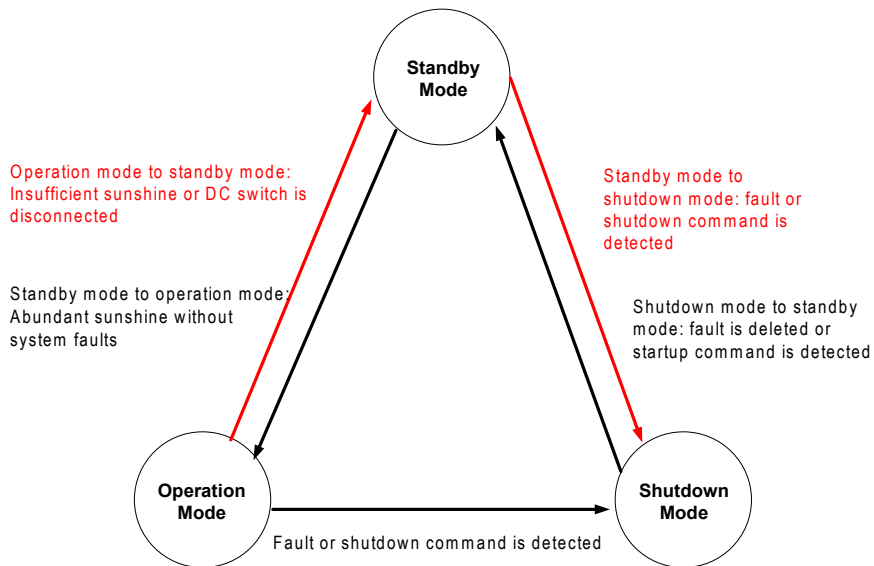 Standby
Mode
Operation mode to standby mode:
Insufficient sunshine or DC switch is
disconnected
Standby mode to
shutdown mode: fault or
shutdown command is
detected
Standby mode to operation mode:
Abundant sunshine without
system faults
Shutdown mode to standby
mode: fault is deleted or
startup command is detected
Operation
Mode
Shutdown
Mode
Fault or shutdown command is detected